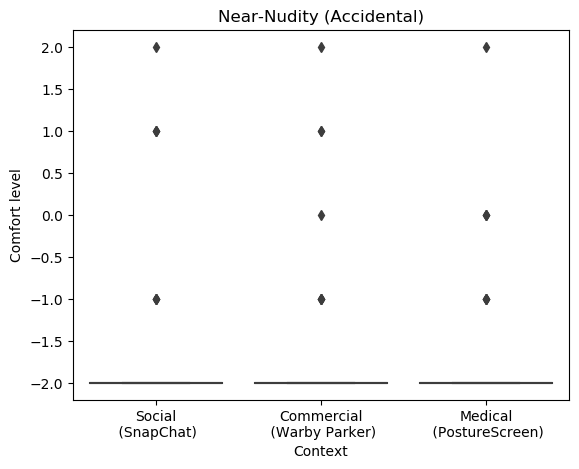 Near-Nudity (Accidental)
Comfort level
2.0
1.5
1.0
0.5
0.0
−0.5
−1.0
−1.5
−2.0
Social
(SnapChat)
Commercial
(Warby Parker)
Medical
(PostureScreen)
Context